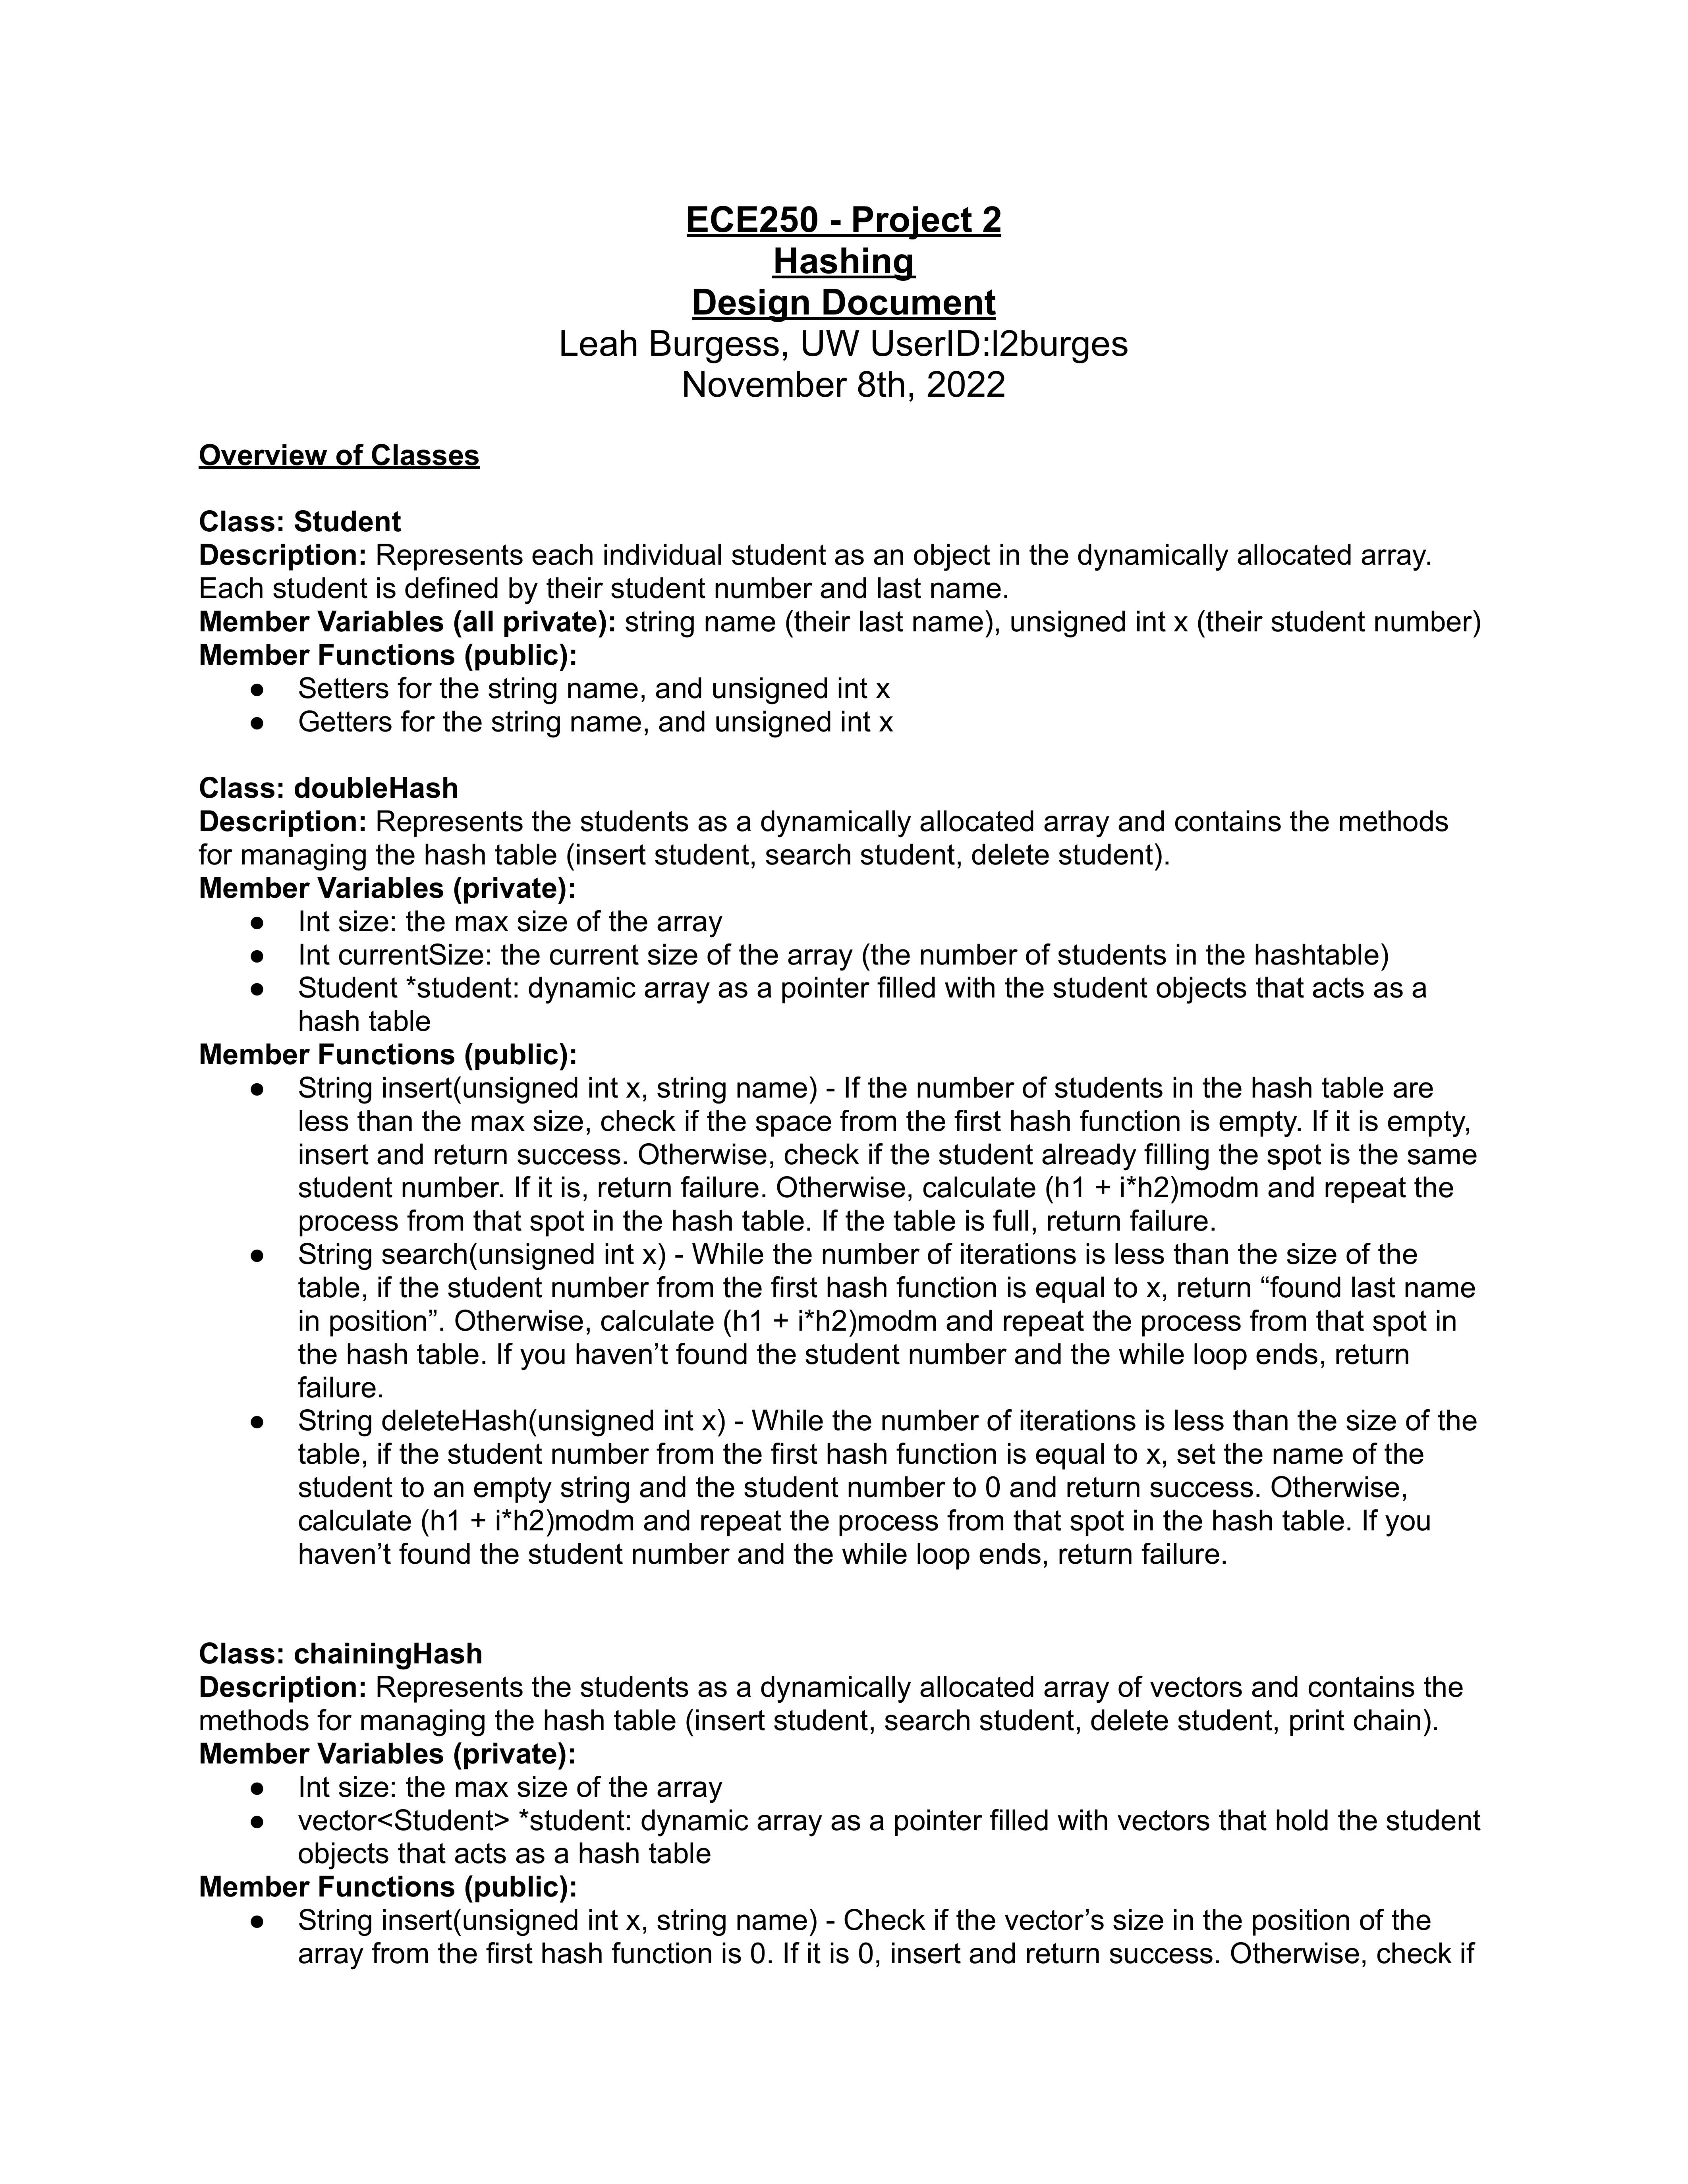 ECE250 - Project 2
Hashing
Design Document
Leah Burgess, UW UserID:l2burges
November 8th, 2022
Overview of Classes
Class: Student
Description: Represents each individual student as an object in the dynamically allocated array.
Each student is defined by their student number and last name.
Member Variables (all private): string name (their last name), unsigned int x (their student number)
Member Functions (public):
● Setters for the string name, and unsigned int x
● Getters for the string name, and unsigned int x
Class: doubleHash
Description: Represents the students as a dynamically allocated array and contains the methods
for managing the hash table (insert student, search student, delete student).
Member Variables (private):
● Int size: the max size of the array
● Int currentSize: the current size of the array (the number of students in the hashtable)
● Student *student: dynamic array as a pointer filled with the student objects that acts as a
hash table
Member Functions (public):
● String insert(unsigned int x, string name) - If the number of students in the hash table are
less than the max size, check if the space from the first hash function is empty. If it is empty,
insert and return success. Otherwise, check if the student already filling the spot is the same
student number. If it is, return failure. Otherwise, calculate (h1 + i*h2)modm and repeat the
process from that spot in the hash table. If the table is full, return failure.
● String search(unsigned int x) - While the number of iterations is less than the size of the
table, if the student number from the first hash function is equal to x, return “found last name
in position”. Otherwise, calculate (h1 + i*h2)modm and repeat the process from that spot in
the hash table. If you haven’t found the student number and the while loop ends, return
failure.
● String deleteHash(unsigned int x) - While the number of iterations is less than the size of the
table, if the student number from the first hash function is equal to x, set the name of the
student to an empty string and the student number to 0 and return success. Otherwise,
calculate (h1 + i*h2)modm and repeat the process from that spot in the hash table. If you
haven’t found the student number and the while loop ends, return failure.
Class: chainingHash
Description: Represents the students as a dynamically allocated array of vectors and contains the
methods for managing the hash table (insert student, search student, delete student, print chain).
Member Variables (private):
● Int size: the max size of the array
● vector<Student> *student: dynamic array as a pointer filled with vectors that hold the student
objects that acts as a hash table
Member Functions (public):
● String insert(unsigned int x, string name) - Check if the vector’s size in the position of the
array from the first hash function is 0. If it is 0, insert and return success. Otherwise, check if